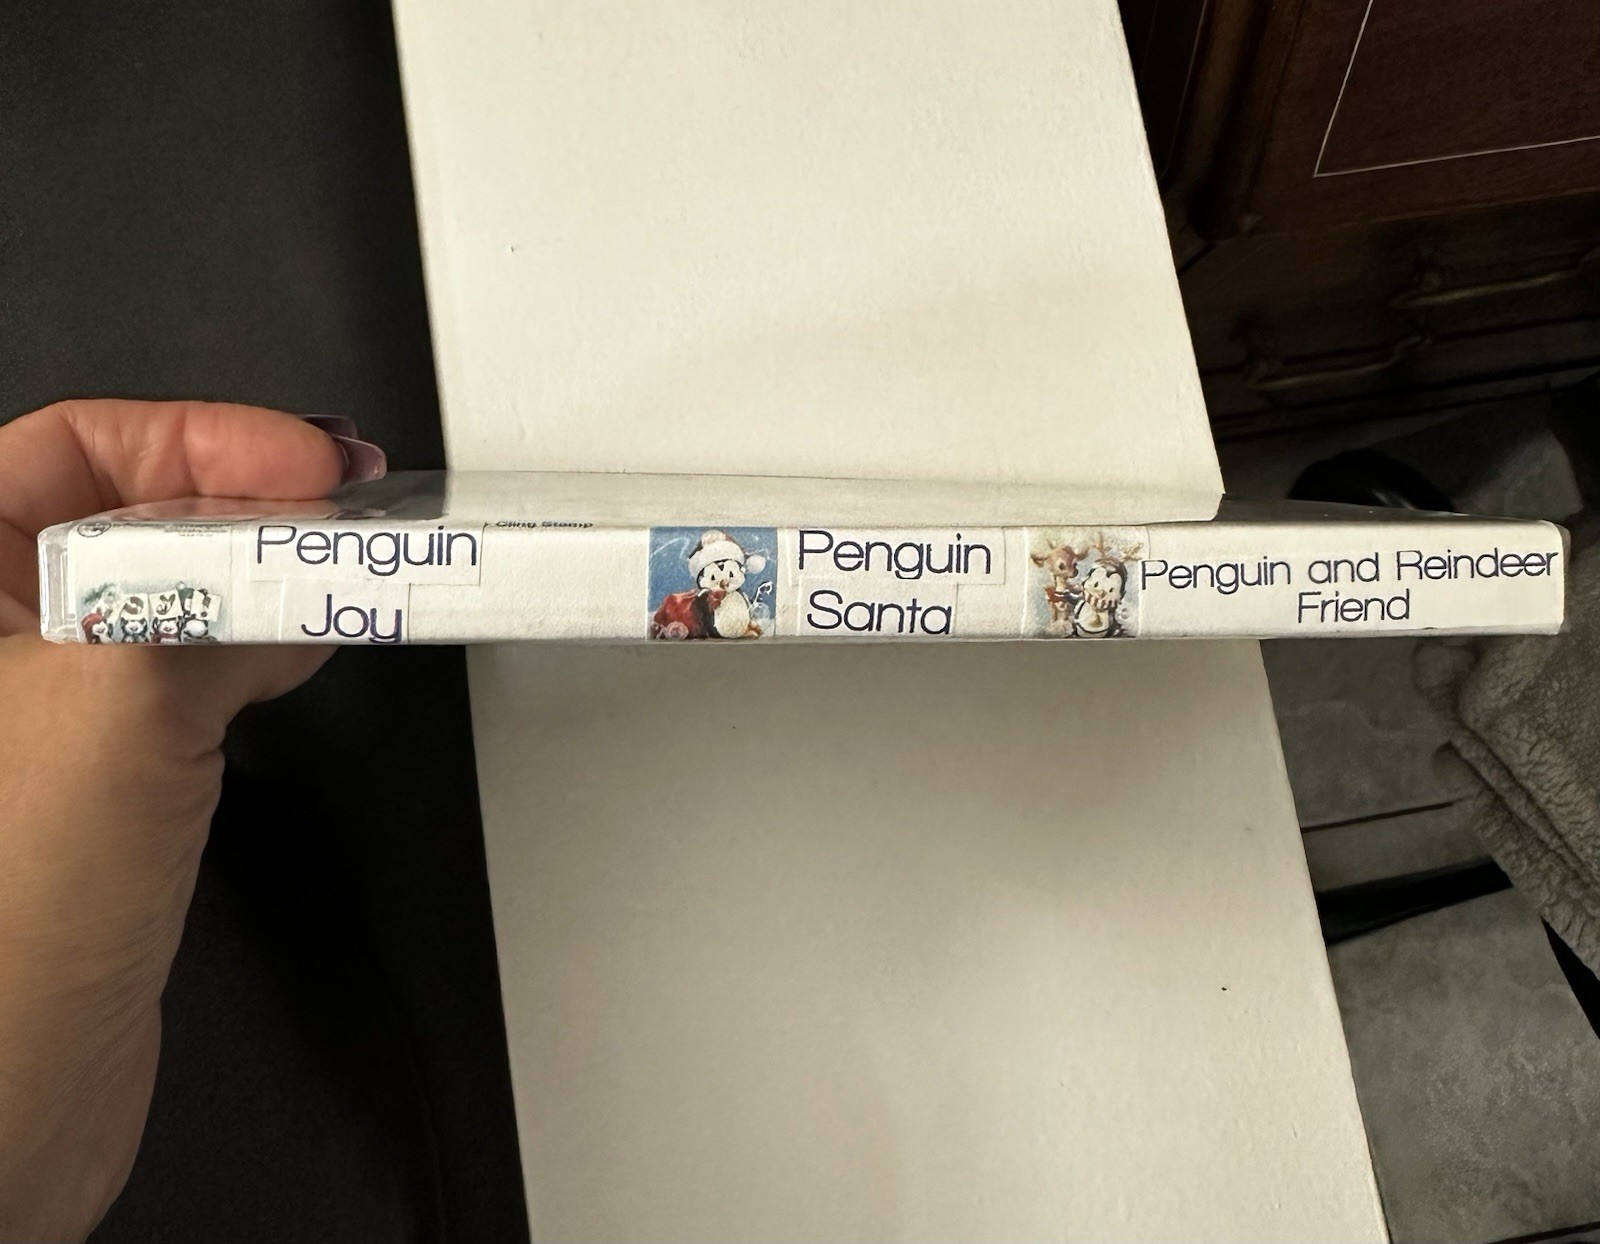 Cling Stamp
Penguin
Joy
Penguin
Santa
Penguin and Reindeer
Friend